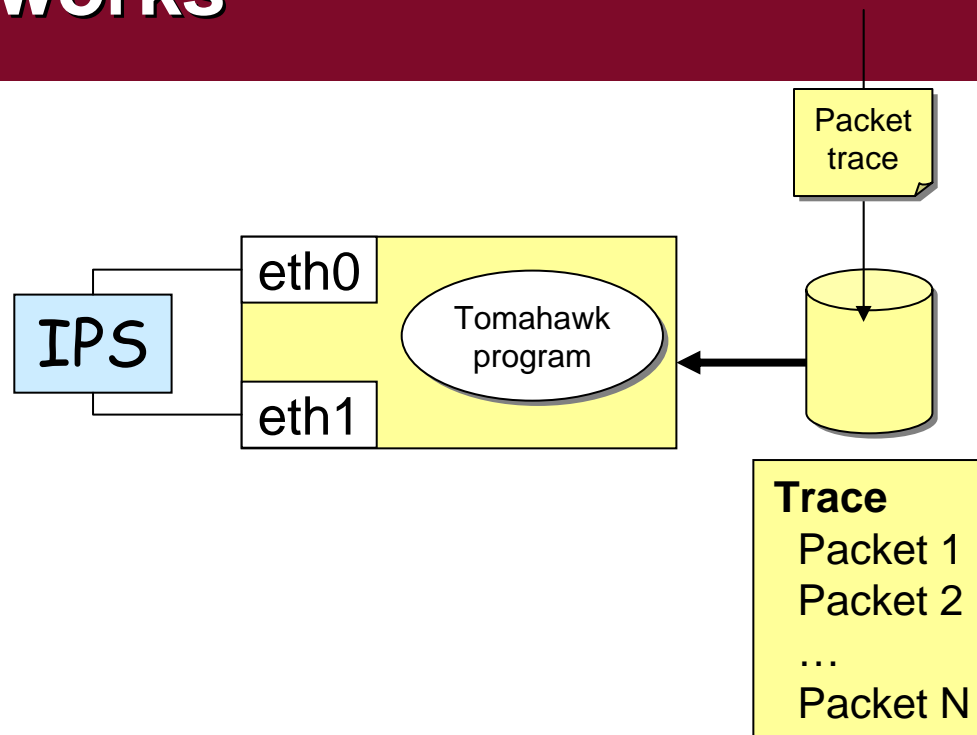 works
Packet
trace
eth0
Tomahawk
program
IPS
eth1
Trace
Packet 1
Packet 2
…
Packet N